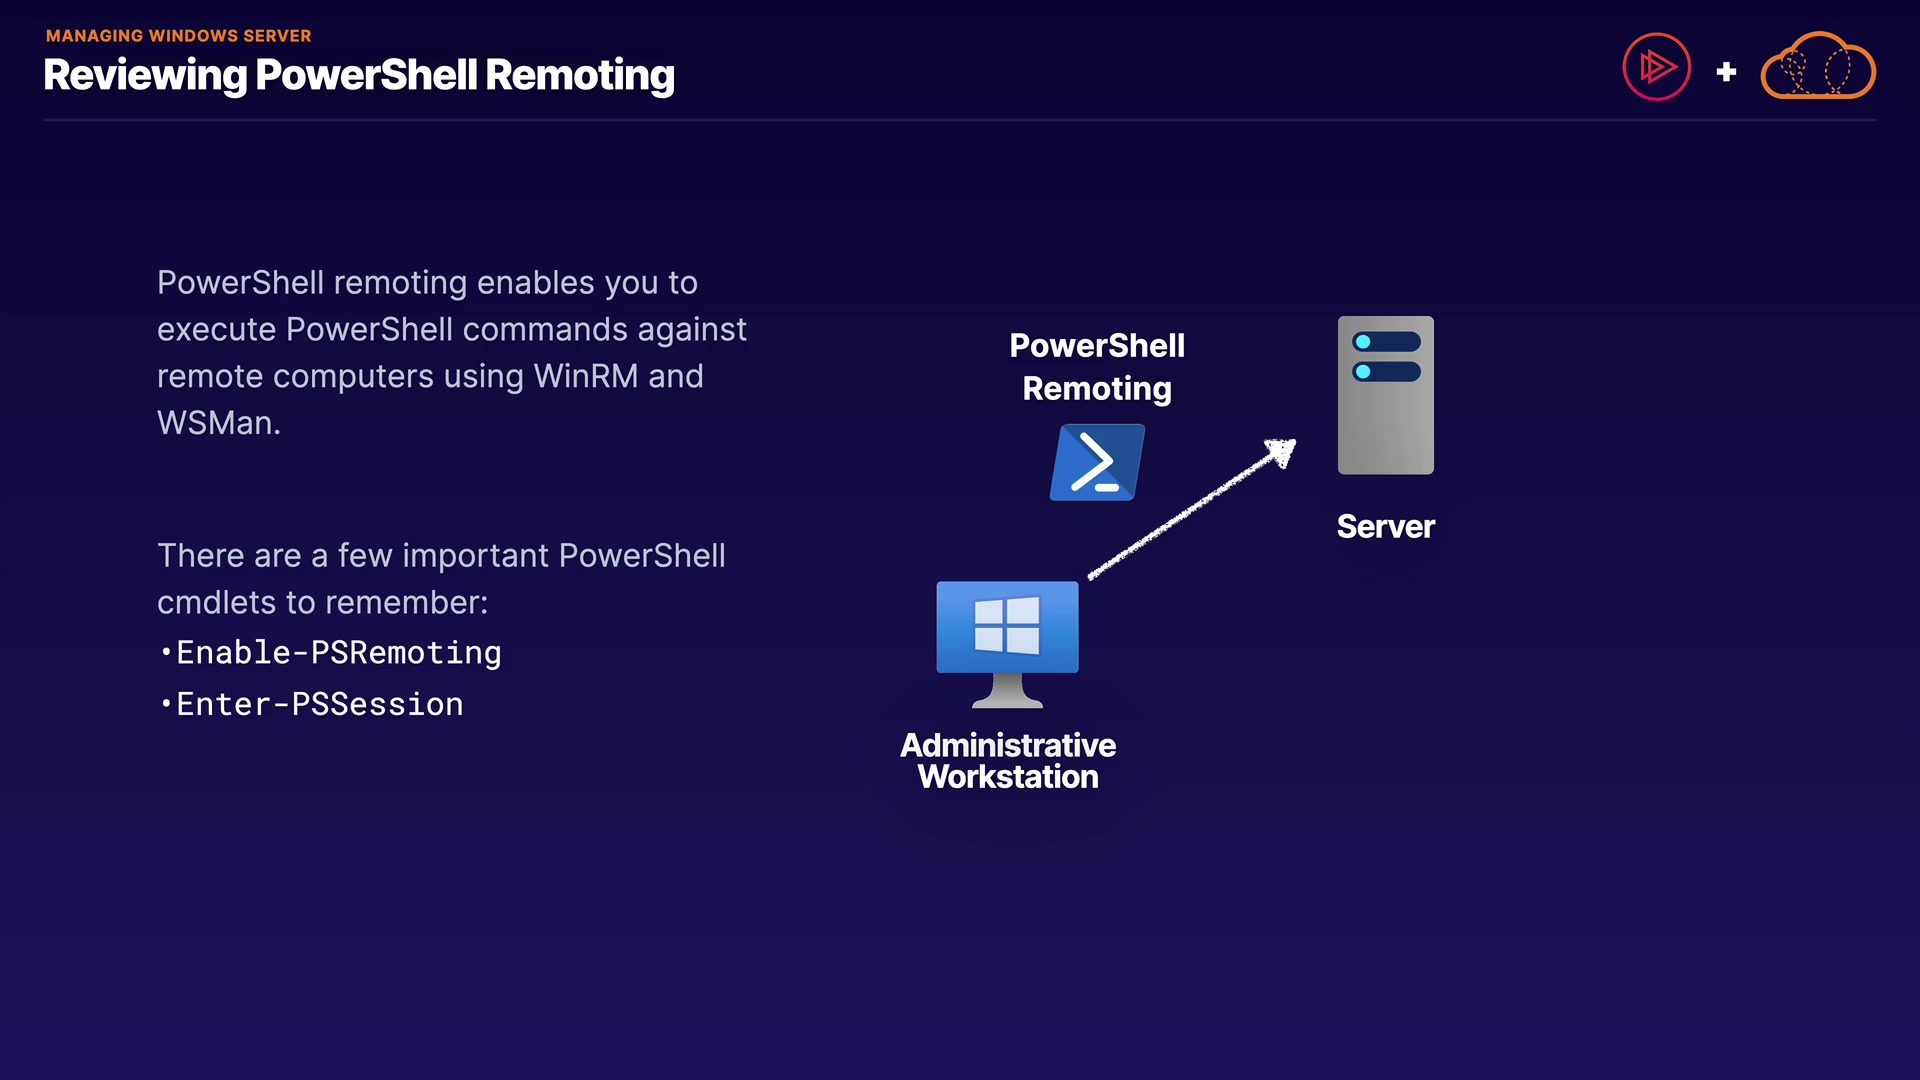 MANAGING WINDOWS SERVER
Reviewing PowerShell Remoting
+
PowerShell remoting enables you to
execute PowerShell commands against
remote computers using WinRM and
WSMan.
There are a few important PowerShell
cmdlets to remember:
•Enable-PSRemoting
•Enter-PSSession
PowerShell
Remoting
Server
Administrative
Workstation